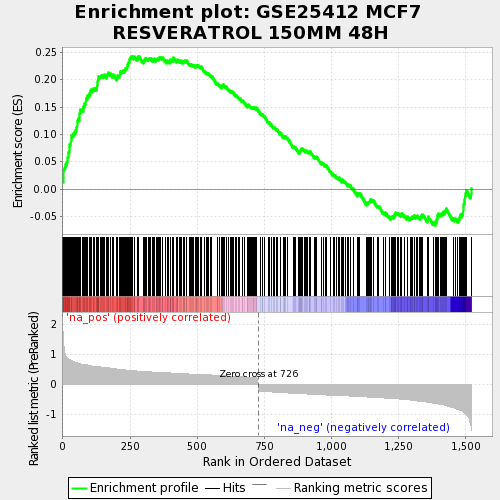 Enrichment plot: GSE25412 MCF7
RESVERATROL 150MM 48H
Enrichment score (ES)
0.25
0.20
0.15
0.10
0.05
0.00
-0.05
'na_pos' (positively correlated)
Ranked list metric (PreRanked)
2
1
0
-1
Zero cross at 726
'na_neg' (negatively correlated)
0
250
500
750
1,000
1,250
1,500
Rank in Ordered Dataset
Enrichment profile
Hits
Ranking metric scores